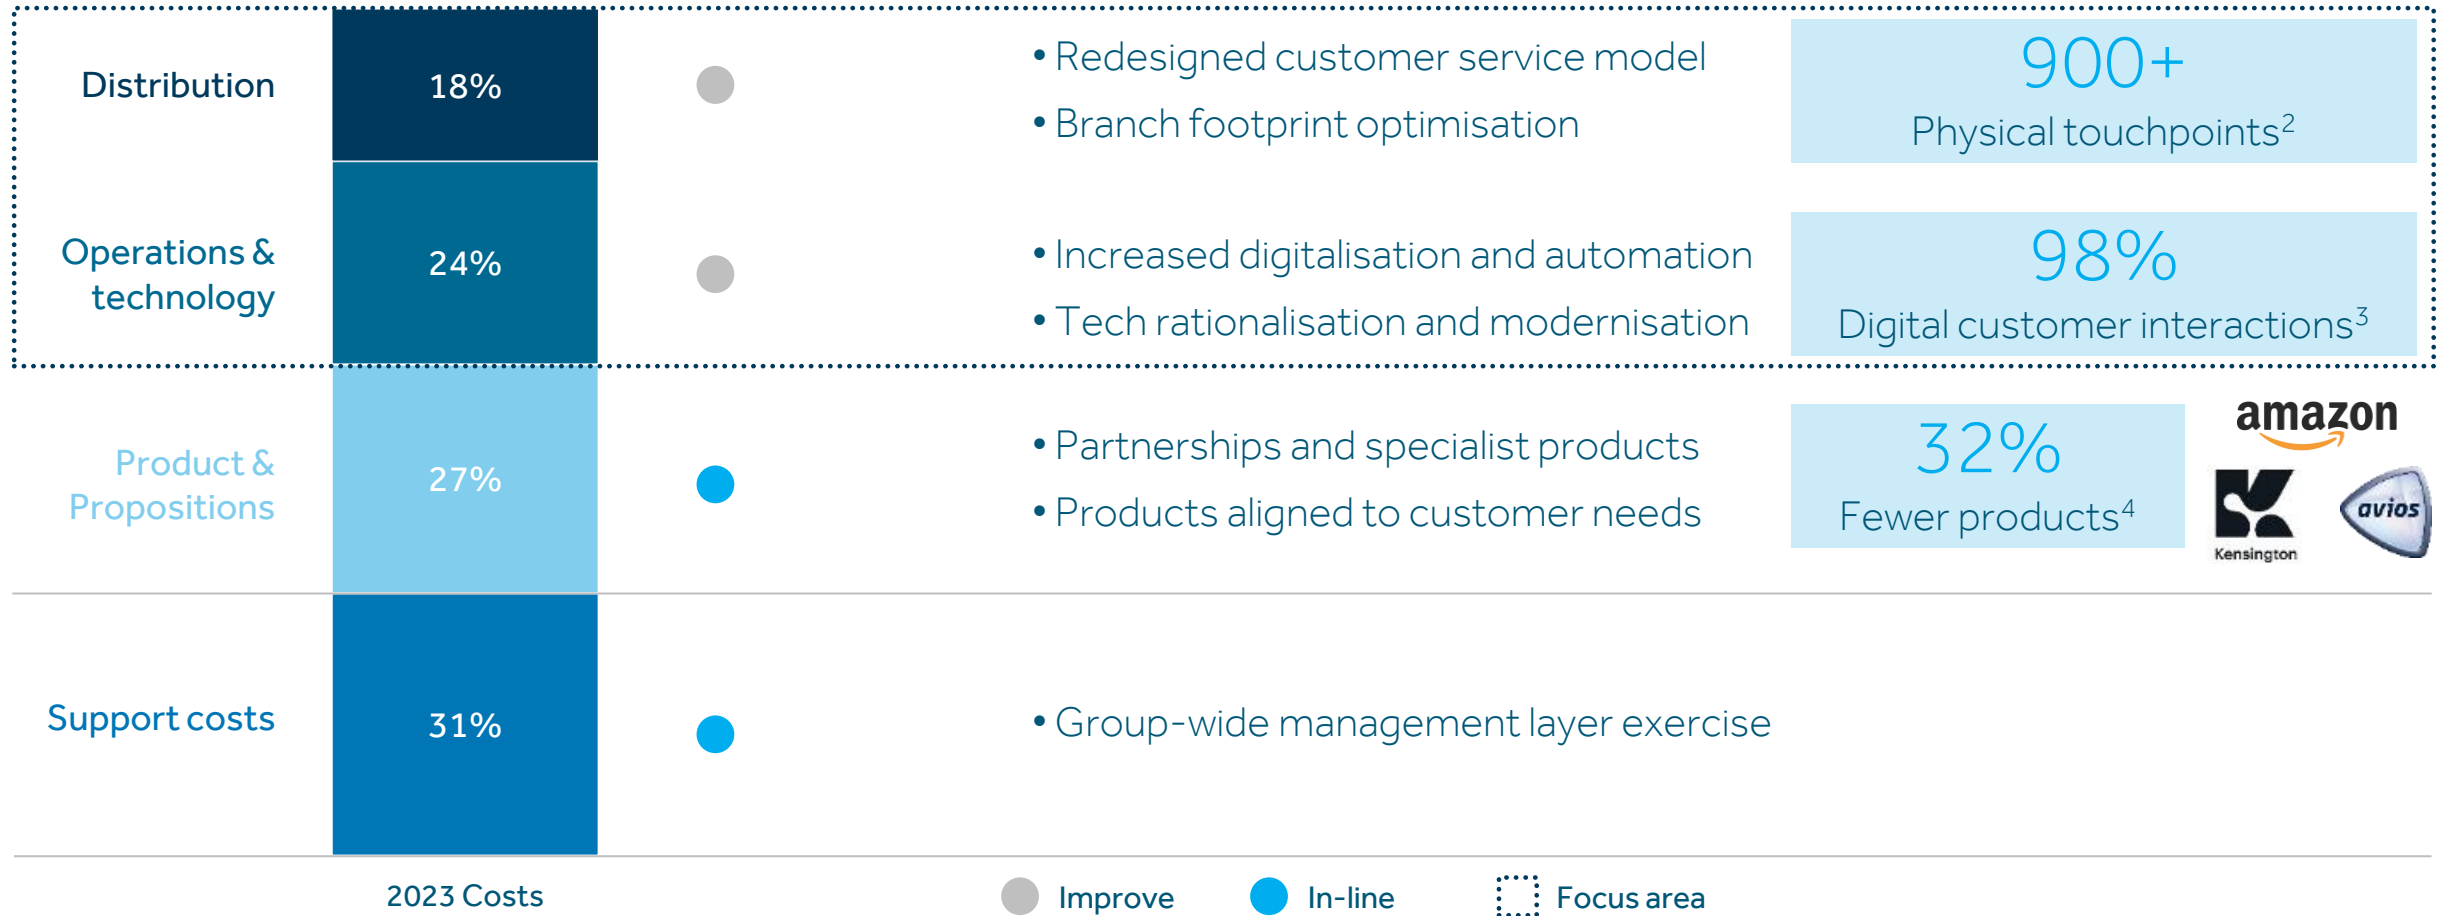 Distribution
18%
• Redesigned customer service model
• Branch footprint optimisation
900+
Physical touchpoints²
Operations &
technology
24%
• Increased digitalisation and automation
• Tech rationalisation and modernisation
98%
Digital customer interactions³
Product &
Propositions
27%
• Partnerships and specialist products
• Products aligned to customer needs
32%
Fewer products⁴
amazon
Kensington
avios
Support costs
31%
• Group-wide management layer exercise
2023 Costs
Improve
In-line
Focus area